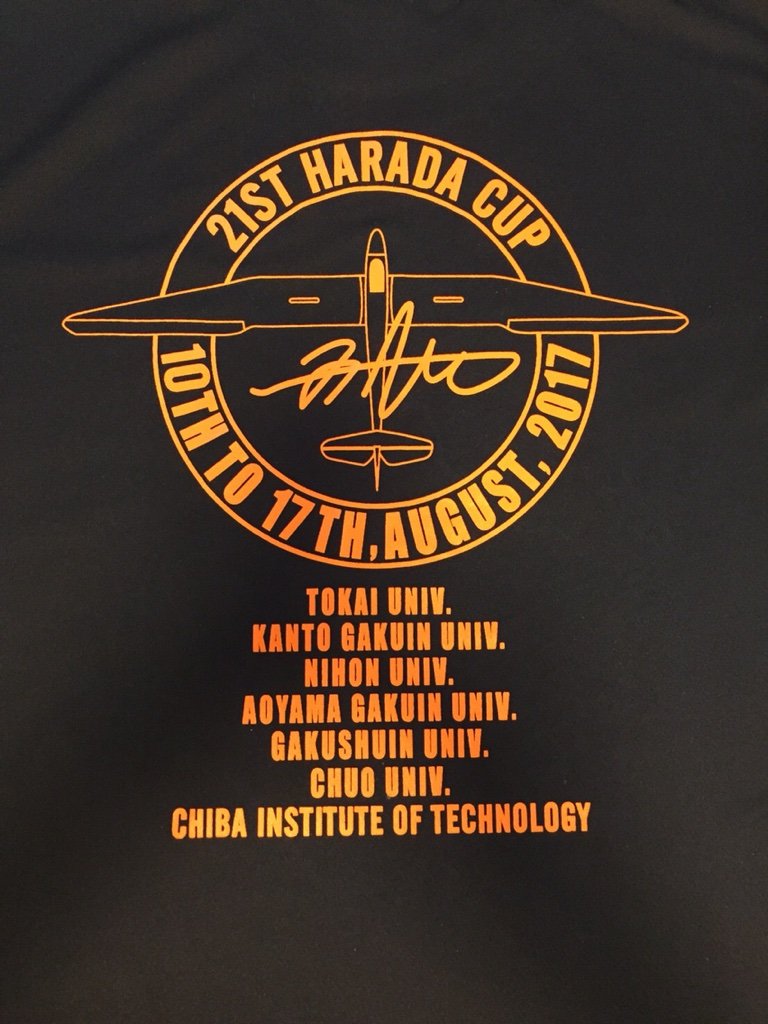 21ST HARADA CUP
10TH TO 17TH, AUGUST, 2017
TOKAI UNIV.
KANTO GAKUIN UNIV.
NIHON UNIV.
AOYAMA GAKUIN UNIV.
GAKUSHUIN UNIV.
CHUO UNIV.
CHIBA INSTITUTE OF TECHNOLOGY